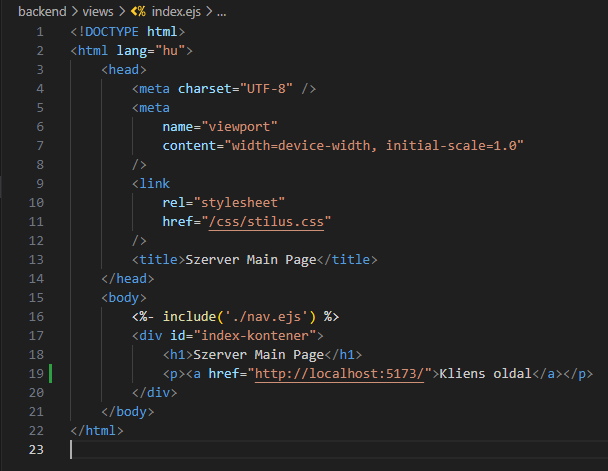 backend > views > <% index.ejs > ...
1 <!DOCTYPE html>
2 <html lang="hu">
3     <head>
4         <meta charset="UTF-8" />
5         <meta
6             name="viewport"
7             content="width=device-width, initial-scale=1.0"
8         />
9         <link
10             rel="stylesheet"
11             href="/css/stilus.css"
12         />
13         <title>Szerver Main Page</title>
14     </head>
15     <body>
16         <%- include('./nav.ejs') %>
17         <div id="index-kontener">
18             <h1>Szerver Main Page</h1>
19             <p><a href="http://localhost:5173/">Kliens oldal</a></p>
20         </div>
21     </body>
22 </html>
23